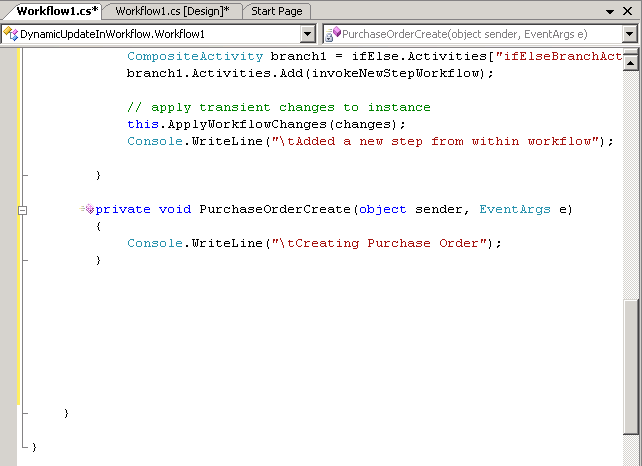 Workflow1.cs*
Workflow1.cs [Design]*
Start Page
DynamicUpdateInWorkflow.Workflow1
PurchaseOrderCreate(object sender, EventArgs e)
CompositeActivity branch1 = ifElse.Activities["ifElseBranchAct
branch1.Activities.Add(invokeNewStepWorkflow);
// apply transient changes to instance
this.ApplyWorkflowChanges(changes);
Console.WriteLine("\tAdded a new step from within workflow");
}
private void PurchaseOrderCreate(object sender, EventArgs e)
{
Console.WriteLine("\tCreating Purchase Order");
}
}
}